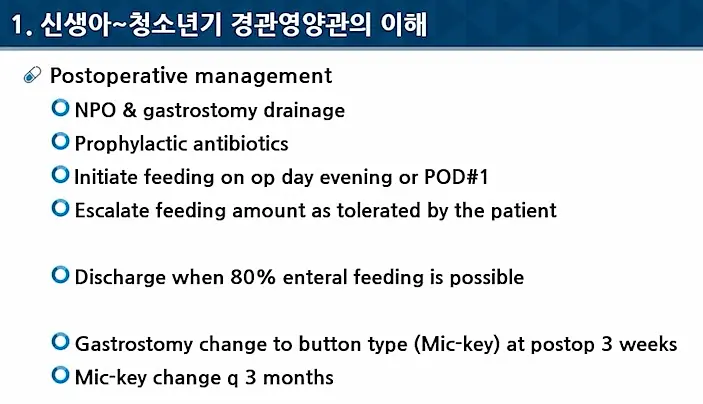 1. 신생아~청소년기 경관영양관의 이해
Postoperative management
NPO & gastrostomy drainage
Prophylactic antibiotics
Initiate feeding on op day evening or POD#1
Escalate feeding amount as tolerated by the patient
Discharge when 80% enteral feeding is possible
Gastrostomy change to button type (Mic-key) at postop 3 weeks
Mic-key change q 3 months